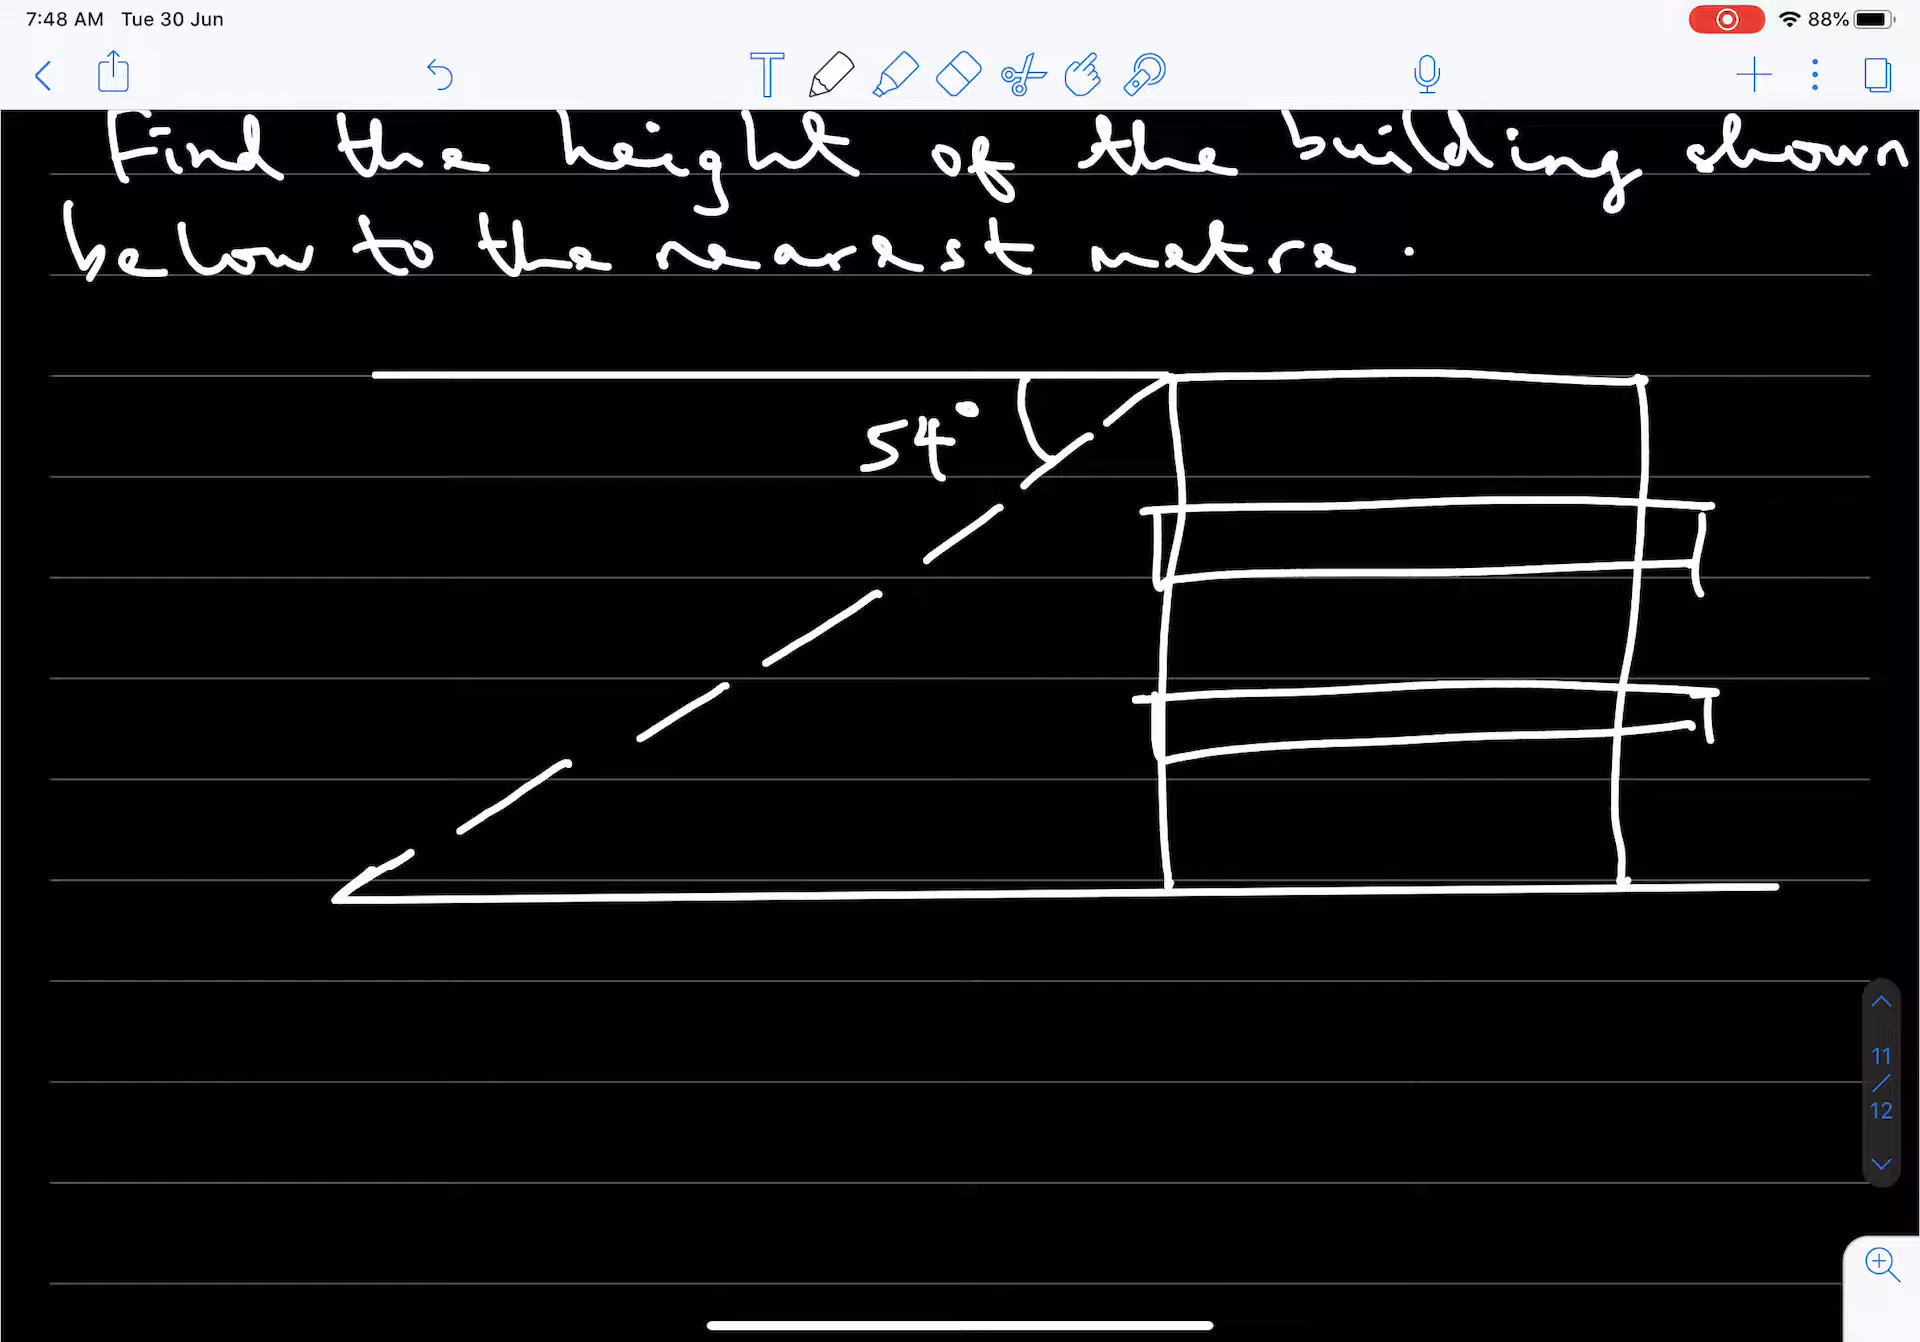 7:48 AM Tue 30 Jun 88%
Find the height of the building shown
below to the nearest metre.
54°
11
/
12